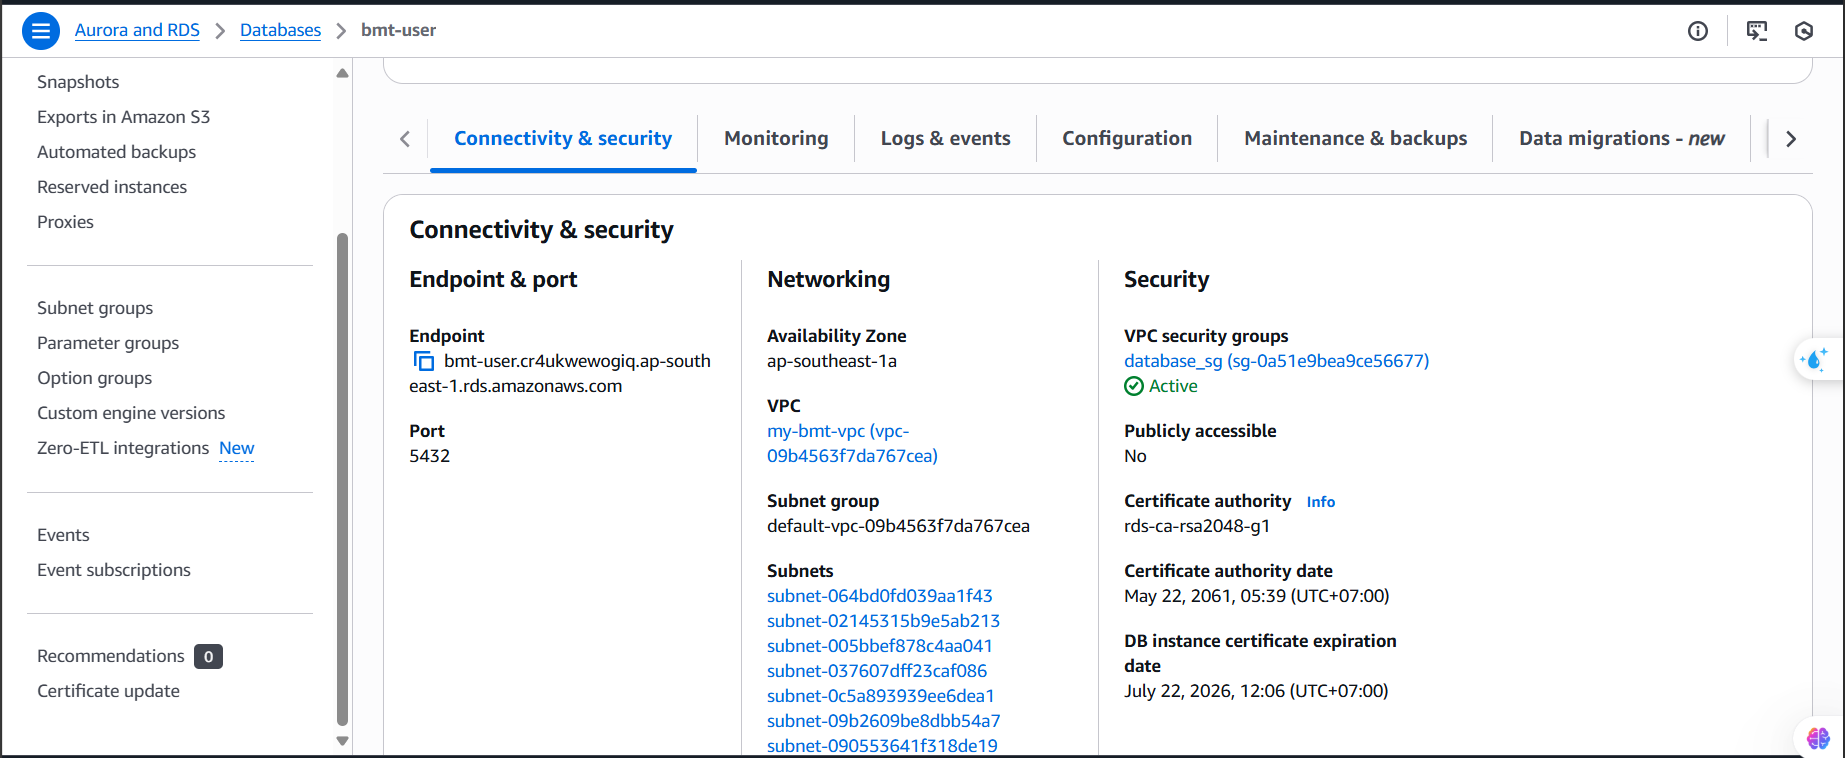 Aurora and RDS > Databases > bmt-user
Snapshots
Exports in Amazon S3
Automated backups
Reserved instances
Proxies
Subnet groups
Parameter groups
Option groups
Custom engine versions
Zero-ETL integrations New
Events
Event subscriptions
Recommendations 0
Certificate update
Connectivity & security
Monitoring
Logs & events
Configuration
Maintenance & backups
Data migrations - new
Connectivity & security
Endpoint & port
Endpoint
bmt-user.cr4ukwewogiq.ap-south
east-1.rds.amazonaws.com
Port
5432
Networking
Availability Zone
ap-southeast-1a
VPC
my-bmt-vpc (vpc-
09b4563f7da767cea)
Subnet group
default-vpc-09b4563f7da767cea
Subnets
subnet-064bd0fd039aa1f43
subnet-02145315b9e5ab213
subnet-005bbef878c4aa041
subnet-037607dff23caf086
subnet-0c5a893939ee6dea1
subnet-09b2609be8dbb54a7
subnet-090553641f318de19
Security
VPC security groups
database_sg (sg-0a51e9bea9ce56677)
Active
Publicly accessible
No
Certificate authority Info
rds-ca-rsa2048-g1
Certificate authority date
May 22, 2061, 05:39 (UTC+07:00)
DB instance certificate expiration
date
July 22, 2026, 12:06 (UTC+07:00)